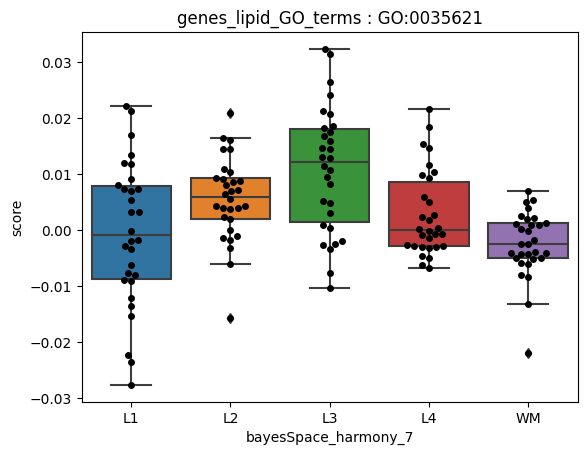 genes_lipid_GO_terms : GO:0035621
0.03
0.02
0.01
0.00
−0.01
−0.02
−0.03
score
L1 L2 L3 L4 WM
bayesSpace_harmony_7